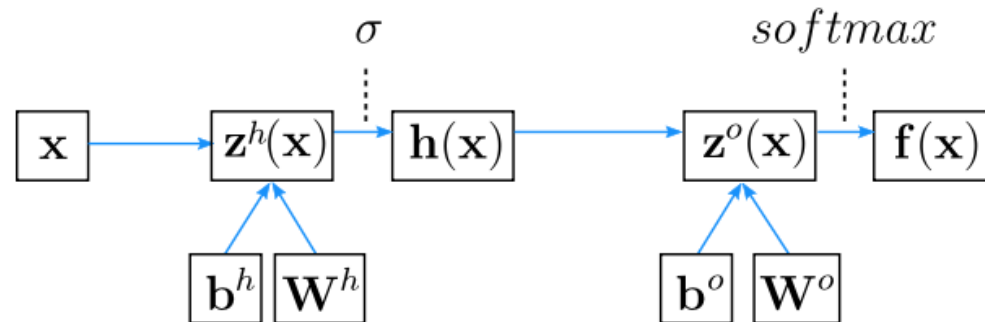 σ softmax
x z^h(x) h(x) z^o(x) f(x)
b^h W^h b^o W^o